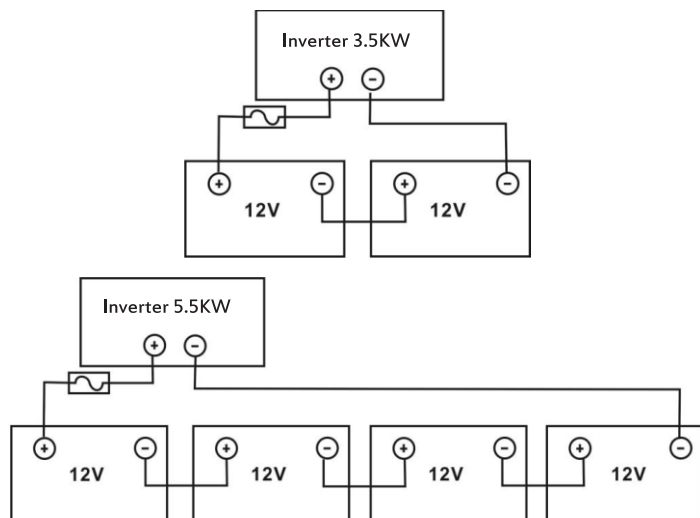 Inverter 3.5KW
+ −
+ − + −
12V 12V
Inverter 5.5KW
+ −
+ − + − + − + −
12V 12V 12V 12V